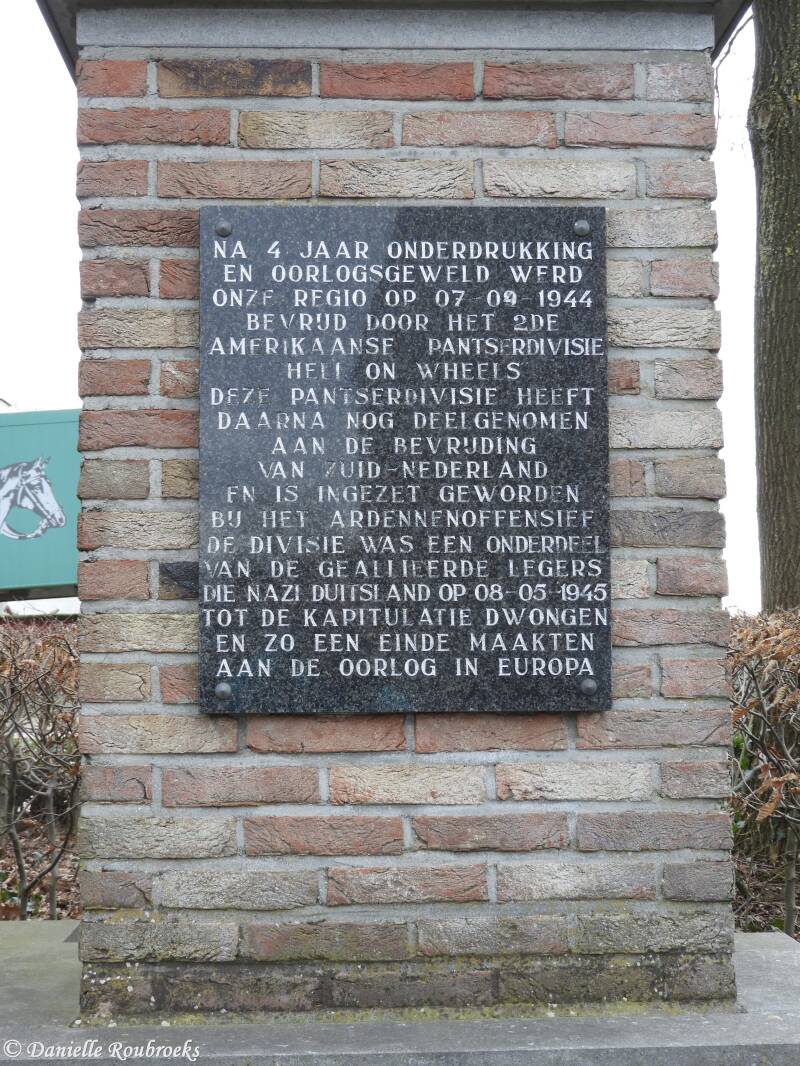 NA 4 JAAR ONDERDRUKKING
EN OORLOGSGEWELD WERD
ONZE REGIO OP 07-09-1944
BEVRIJD DOOR HET 2DE
AMERIKAANSE PANTSERDIVISIE
HELL ON WHEELS
DEZE PANTSERDIVISIE HEEFT
DAARNA NOG DEELGENOMEN
AAN DE BEVRIJDING
VAN ZUID-NEDERLAND
EN IS INGEZET GEWORDEN
BIJ HET ARDENNENOFFENSIEF
DE DIVISIE WAS EEN ONDERDEEL
VAN DE GEALLIEERDE LEGERS
DIE NAZI DUITSLAND OP 08-05-1945
TOT DE KAPITULATIE DWONGEN
EN ZO EEN EINDE MAAKTEN
AAN DE OORLOG IN EUROPA
© Danielle Roubroeks